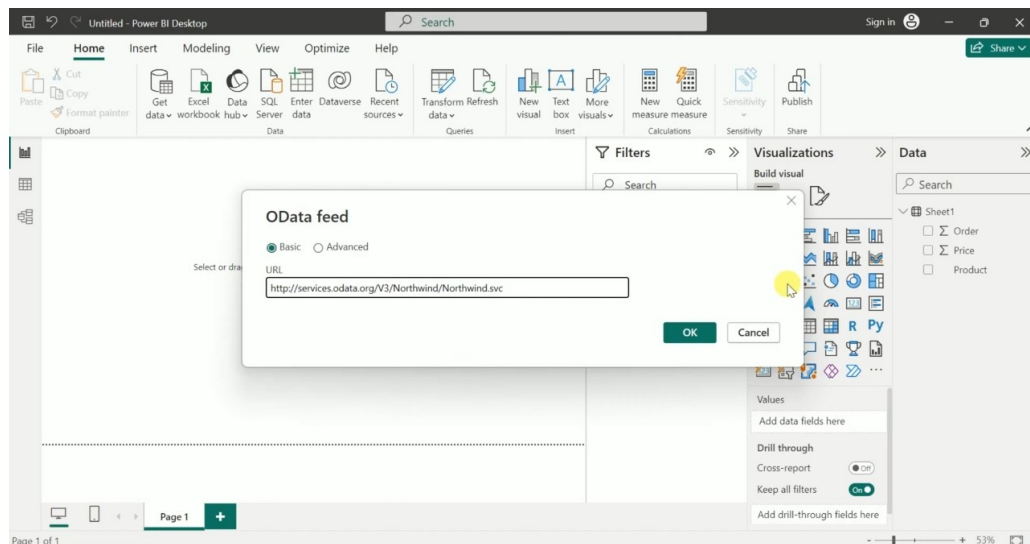 Untitled - Power BI Desktop
Search
Sign in
File Home Insert Modeling View Optimize Help
Share
Paste
Cut
Copy
Format painter
Get data
Excel workbook
Data hub
SQL Server
Enter data
Dataverse
Recent sources
Transform data
Refresh
New visual
Text box
More visuals
New measure
Quick measure
Sensitivity
Publish
Clipboard Data Queries Insert Calculations Sensitivity Share
Filters
Search
Visualizations
Build visual
Data
Search
Sheet1
Σ Order
Σ Price
Product
Select or dra
OData feed
Basic Advanced
URL
http://services.odata.org/V3/Northwind/Northwind.svc
OK Cancel
R Py
Values
Add data fields here
Drill through
Cross-report Off
Keep all filters On
Add drill-through fields here
Page 1
Page 1 of 1
- + 53%